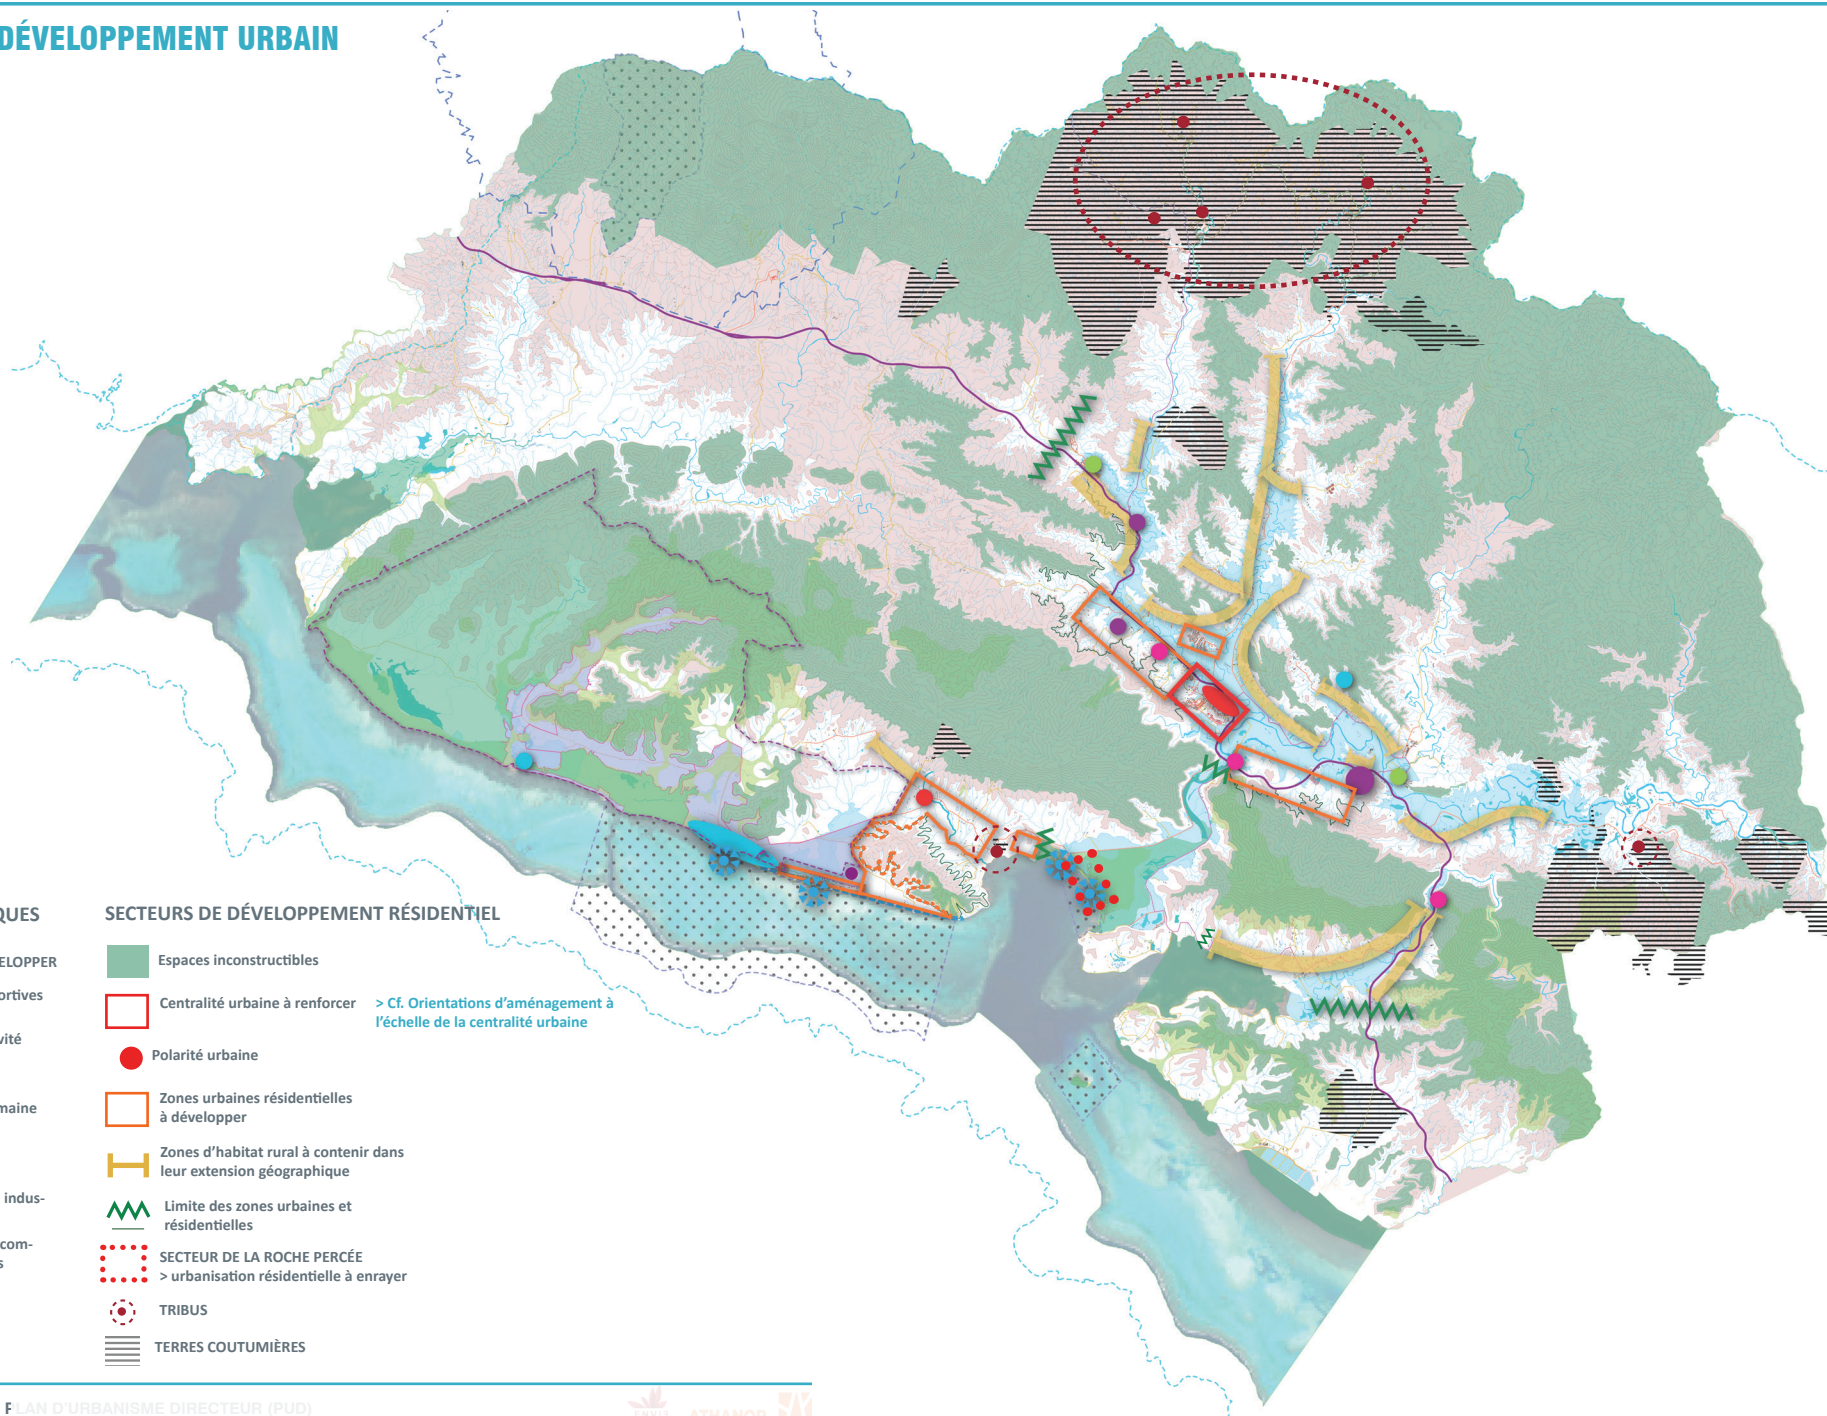 DÉVELOPPEMENT URBAIN
QUES
ELOPPER
ortives
vité
maine
indus-
com-
s
SECTEURS DE DÉVELOPPEMENT RÉSIDENTIEL
Espaces inconstructibles
Centralité urbaine à renforcer
> Cf. Orientations d'aménagement à
l'échelle de la centralité urbaine
Polarité urbaine
Zones urbaines résidentielles
à développer
Zones d'habitat rural à contenir dans
leur extension géographique
Limite des zones urbaines et
résidentielles
SECTEUR DE LA ROCHE PERCÉE
> urbanisation résidentielle à enrayer
TRIBUS
TERRES COUTUMIÈRES
PLAN D'URBANISME DIRECTEUR (PUD)
ATHANOR